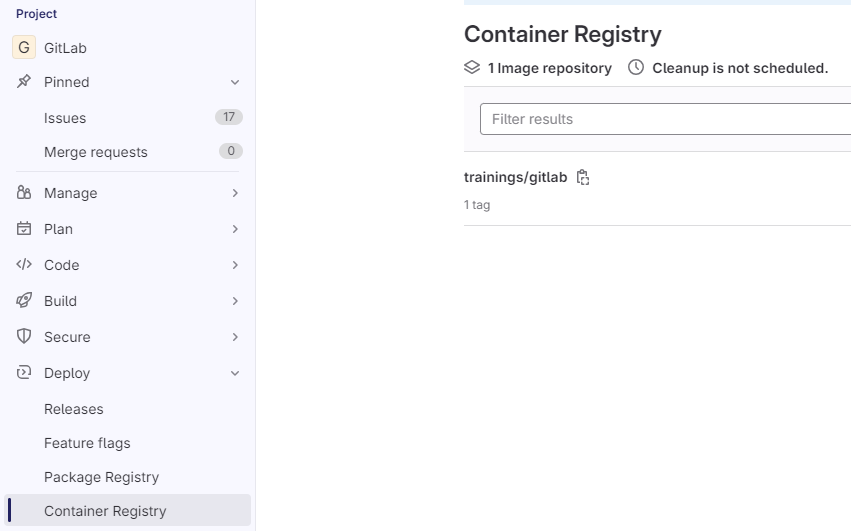 Project
G GitLab
Pinned
Issues 17
Merge requests 0
Manage
Plan
Code
Build
Secure
Deploy
Releases
Feature flags
Package Registry
Container Registry
Container Registry
1 Image repository Cleanup is not scheduled.
Filter results
trainings/gitlab
1 tag